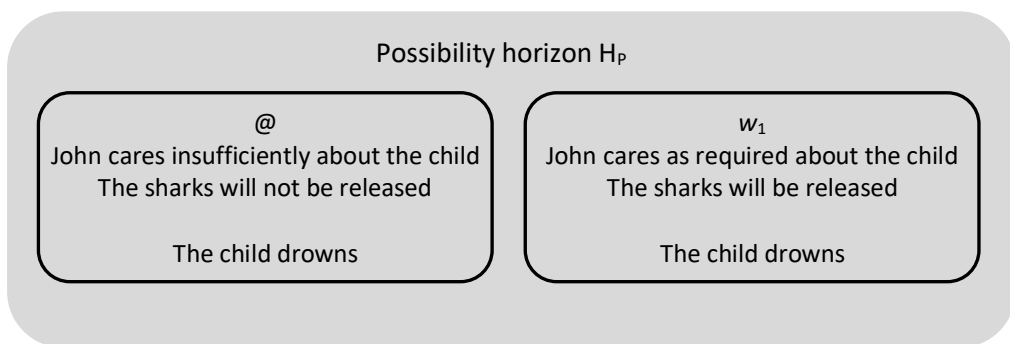 Possibility horizon Hₚ
@
John cares insufficiently about the child
The sharks will not be released
The child drowns
w₁
John cares as required about the child
The sharks will be released
The child drowns